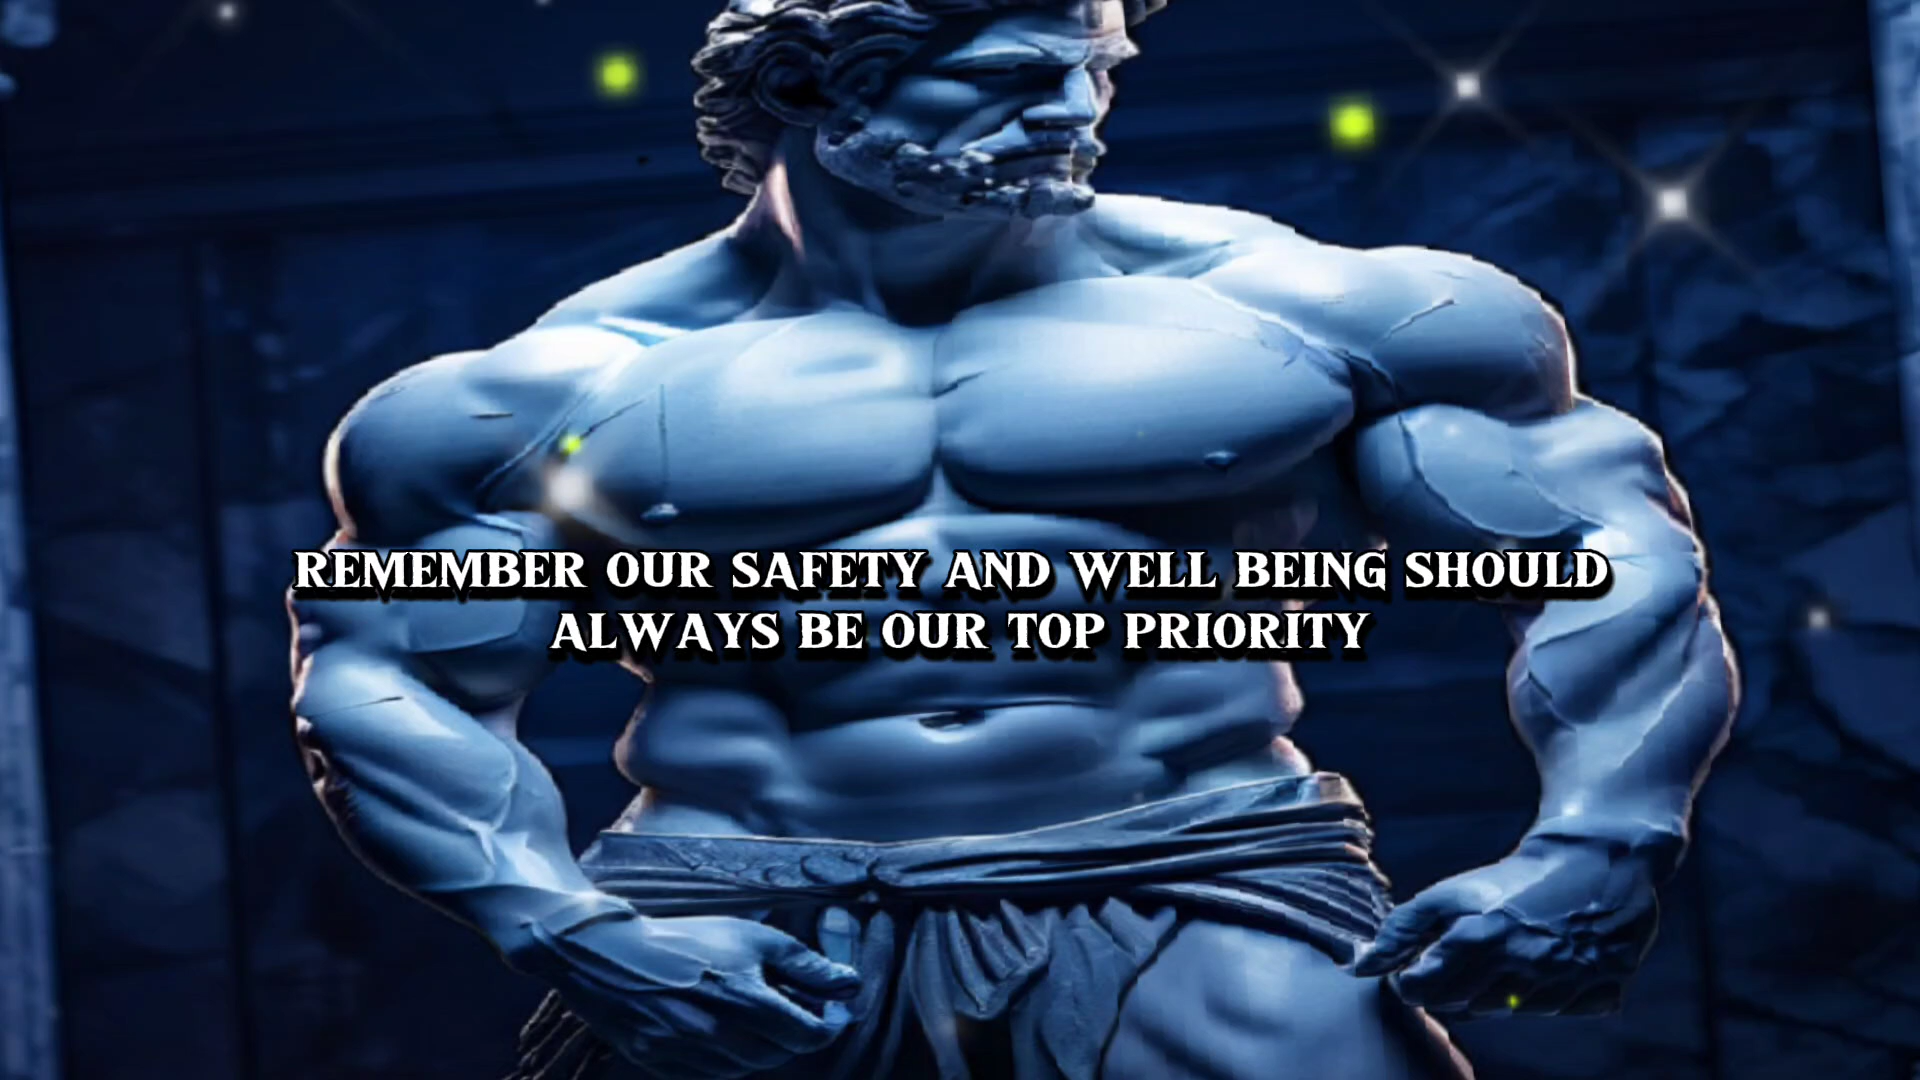 REMEMBER OUR SAFETY AND WELL BEING SHOULD
ALWAYS BE OUR TOP PRIORITY